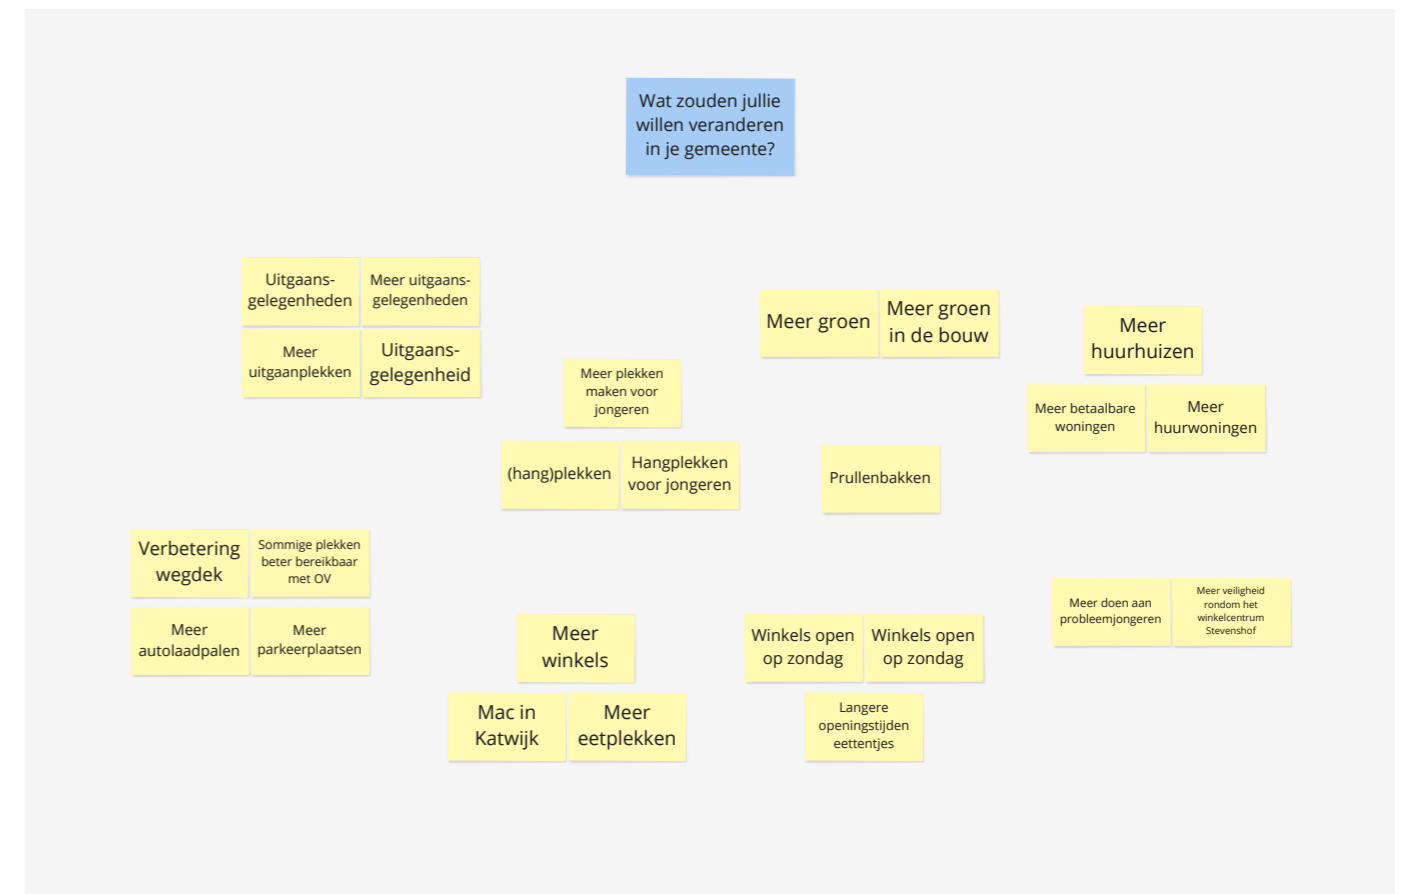 Wat zouden jullie
willen veranderen
in je gemeente?
Uitgaans-
gelegenheden
Meer uitgaans-
gelegenheden
Meer
uitgaanplekken
Uitgaans-
gelegenheid
Meer plekken
maken voor
jongeren
(hang)plekken
Hangplekken
voor jongeren
Meer groen
Meer groen
in de bouw
Prullenbakken
Meer
huurhuizen
Meer betaalbare
woningen
Meer
huurwoningen
Verbetering
wegdek
Sommige plekken
beter bereikbaar
met OV
Meer
autolaadpalen
Meer
parkeerplaatsen
Meer
winkels
Mac in
Katwijk
Meer
eetplekken
Winkels open
op zondag
Winkels open
op zondag
Langere
openingstijden
eettentjes
Meer doen aan
probleemjongeren
Meer veiligheid
rondom het
winkelcentrum
Stevenshof